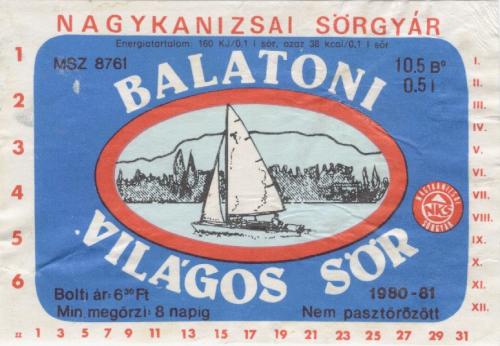 NAGYKANIZSAI SÖRGYÁR
Energiatartalom: 160 KJ/0.1 l sör, azaz 38 kcal/0.1 l sör
MSZ 8761
10.5 B°
0.5 l
BALATONI
VILÁGOS SÖR
NAGYKANIZSAI
SÖRGYÁR
Bolti ár: 6³⁰ Ft
Min. megőrzi: 8 napig
1980-81
Nem pasztőrözött
1
2
3
4
5
6
I.
II.
III.
IV.
V.
VI.
VII.
VIII.
IX.
X.
XI.
XII.
22 1 3 5 7 9 11 13 15 17 19 21 23 25 27 29 31